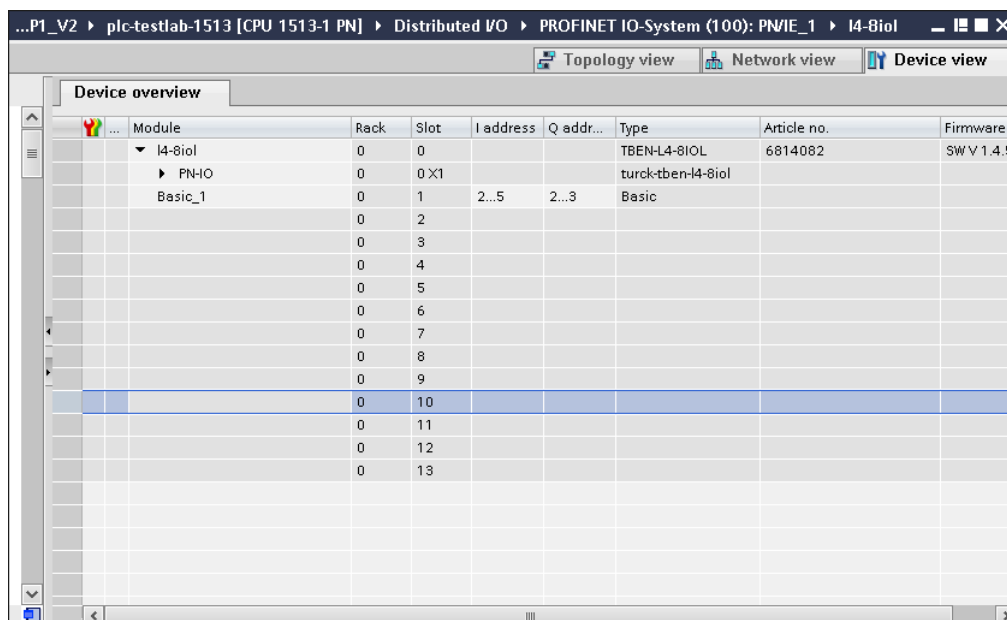 ...P1_V2 ▸ plc-testlab-1513 [CPU 1513-1 PN] ▸ Distributed I/O ▸ PROFINET IO-System (100): PN/IE_1 ▸ l4-8iol
Topology view Network view Device view
Device overview
... Module Rack Slot I address Q addr... Type Article no. Firmware
l4-8iol 0 0 TBEN-L4-8IOL 6814082 SW V 1.4.5
PN-IO 0 0 X1 turck-tben-l4-8iol
Basic_1 0 1 2...5 2...3 Basic
0 2
0 3
0 4
0 5
0 6
0 7
0 8
0 9
0 10
0 11
0 12
0 13